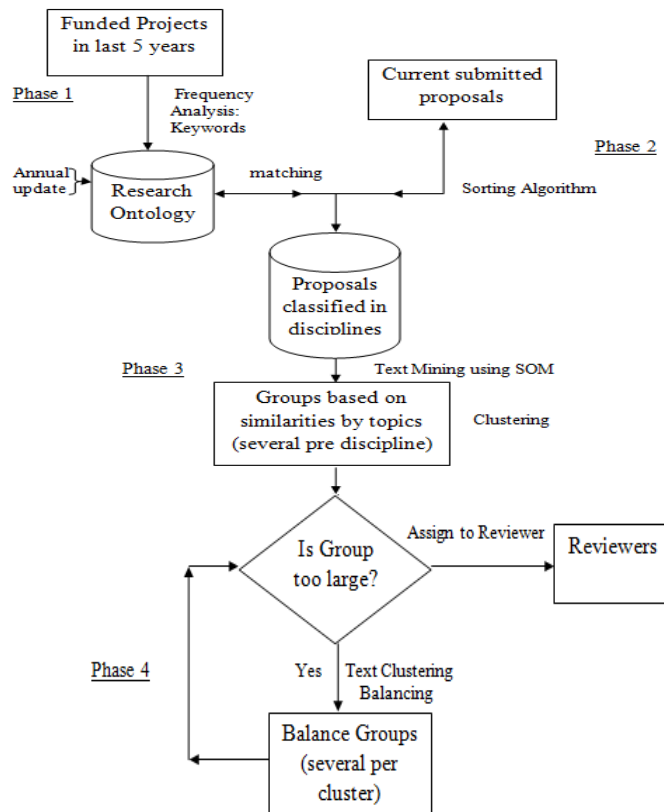 Funded Projects
in last 5 years
Phase 1
Frequency
Analysis:
Keywords
Current submitted
proposals
Phase 2
Annual
update
Research
Ontology
matching
Sorting Algorithm
Proposals
classified in
disciplines
Phase 3
Text Mining using SOM
Groups based on
similarities by topics
(several pre discipline)
Clustering
Is Group
too large?
Assign to Reviewer
Reviewers
Phase 4
Yes
Text Clustering
Balancing
Balance Groups
(several per
cluster)